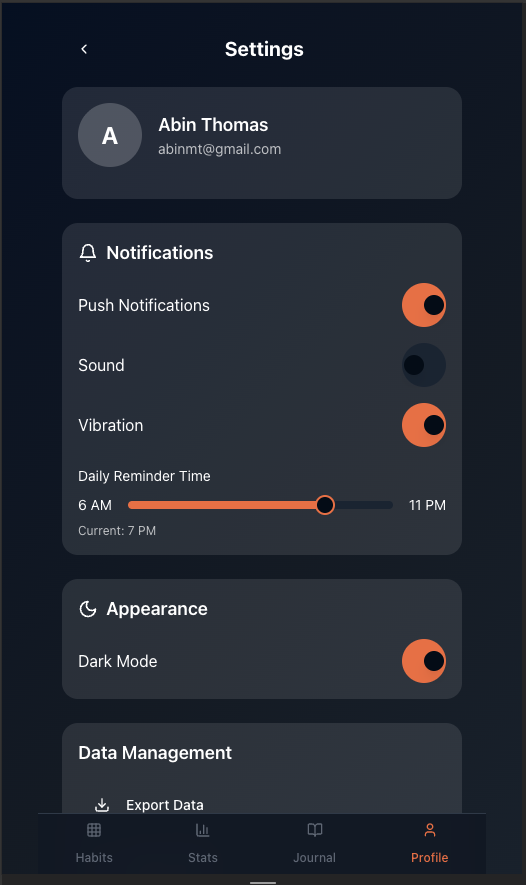 Settings
A
Abin Thomas
abinmt@gmail.com
Notifications
Push Notifications
Sound
Vibration
Daily Reminder Time
6 AM 11 PM
Current: 7 PM
Appearance
Dark Mode
Data Management
Export Data
Habits Stats Journal Profile